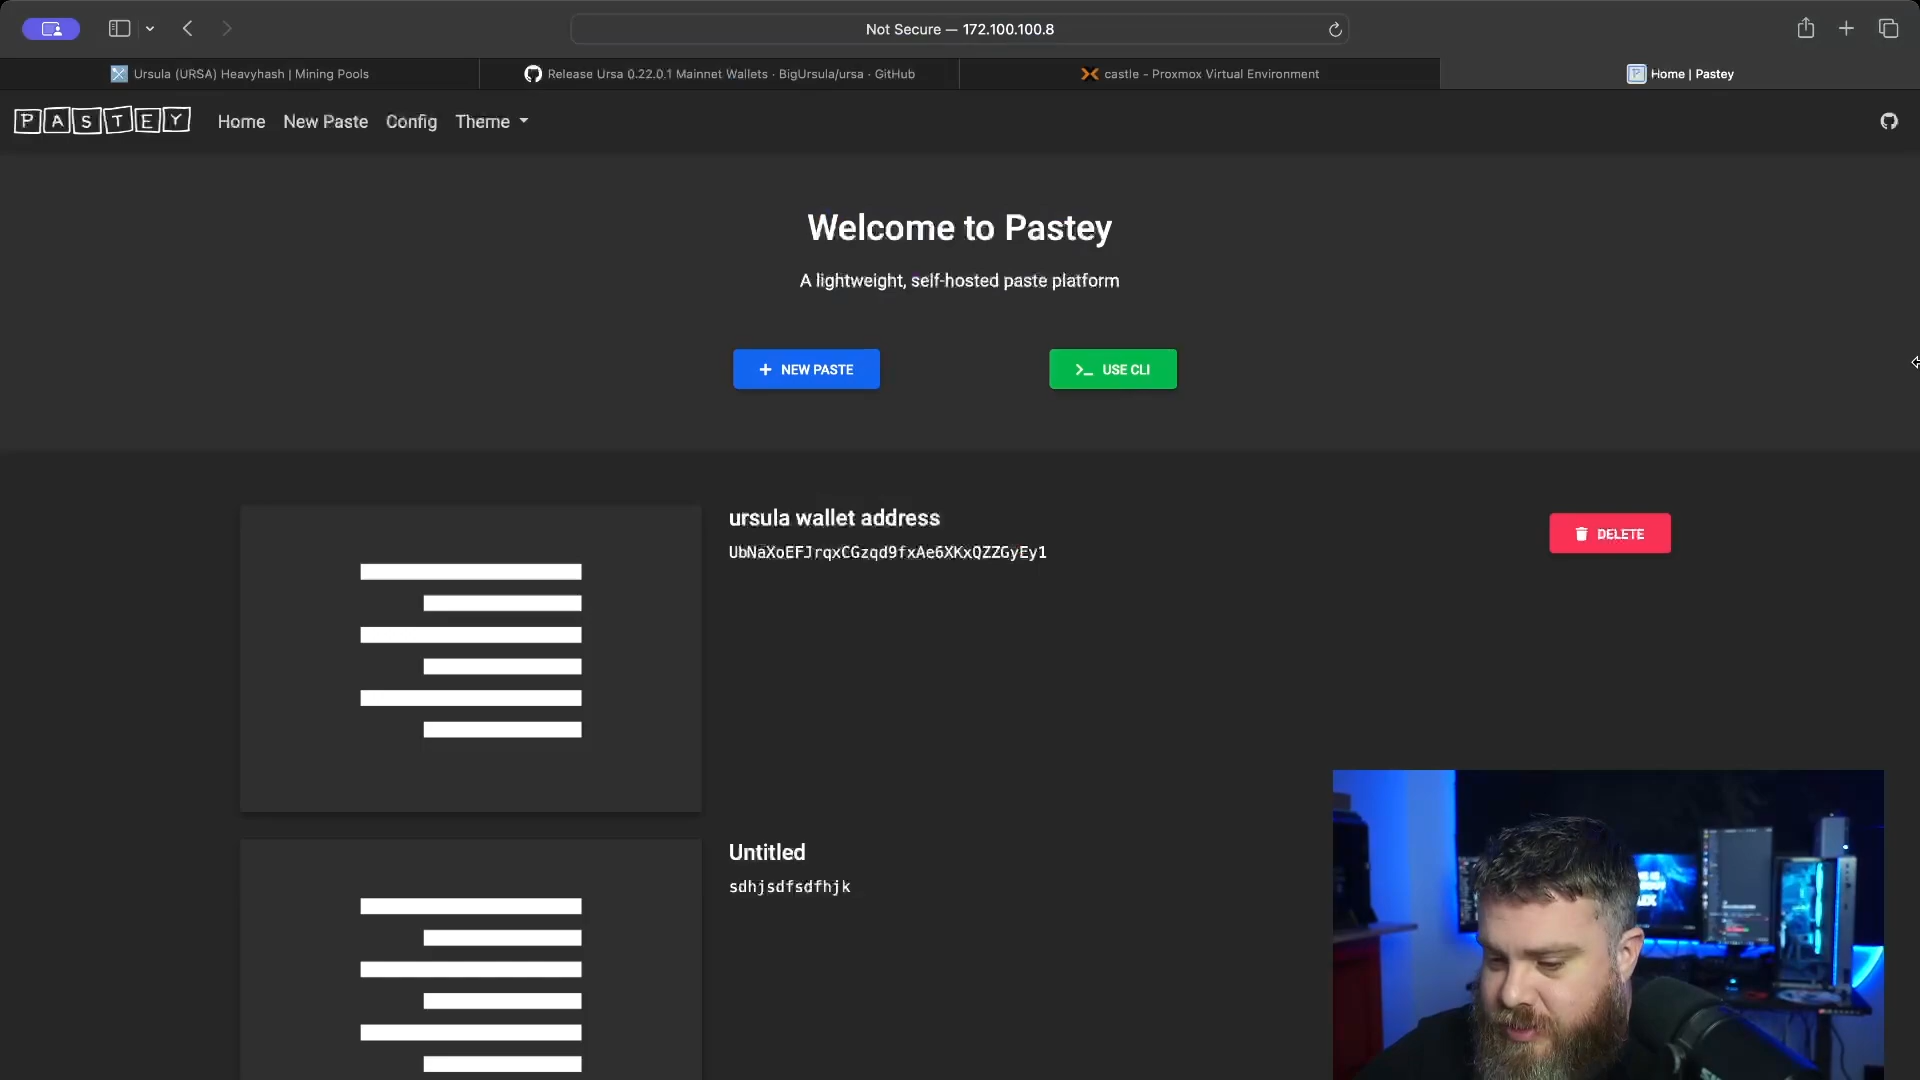 Not Secure — 172.100.100.8
Ursula (URSA) Heavyhash | Mining Pools
Release Ursa 0.22.0.1 Mainnet Wallets · BigUrsula/ursa · GitHub
castle - Proxmox Virtual Environment
Home | Pastey
PASTEY
Home
New Paste
Config
Theme
Welcome to Pastey
A lightweight, self-hosted paste platform
NEW PASTE
USE CLI
ursula wallet address
UbNaXoEFJrqxCGzqd9fxAe6XKxQZZGyEy1
DELETE
Untitled
sdhjsdfsdfhjk